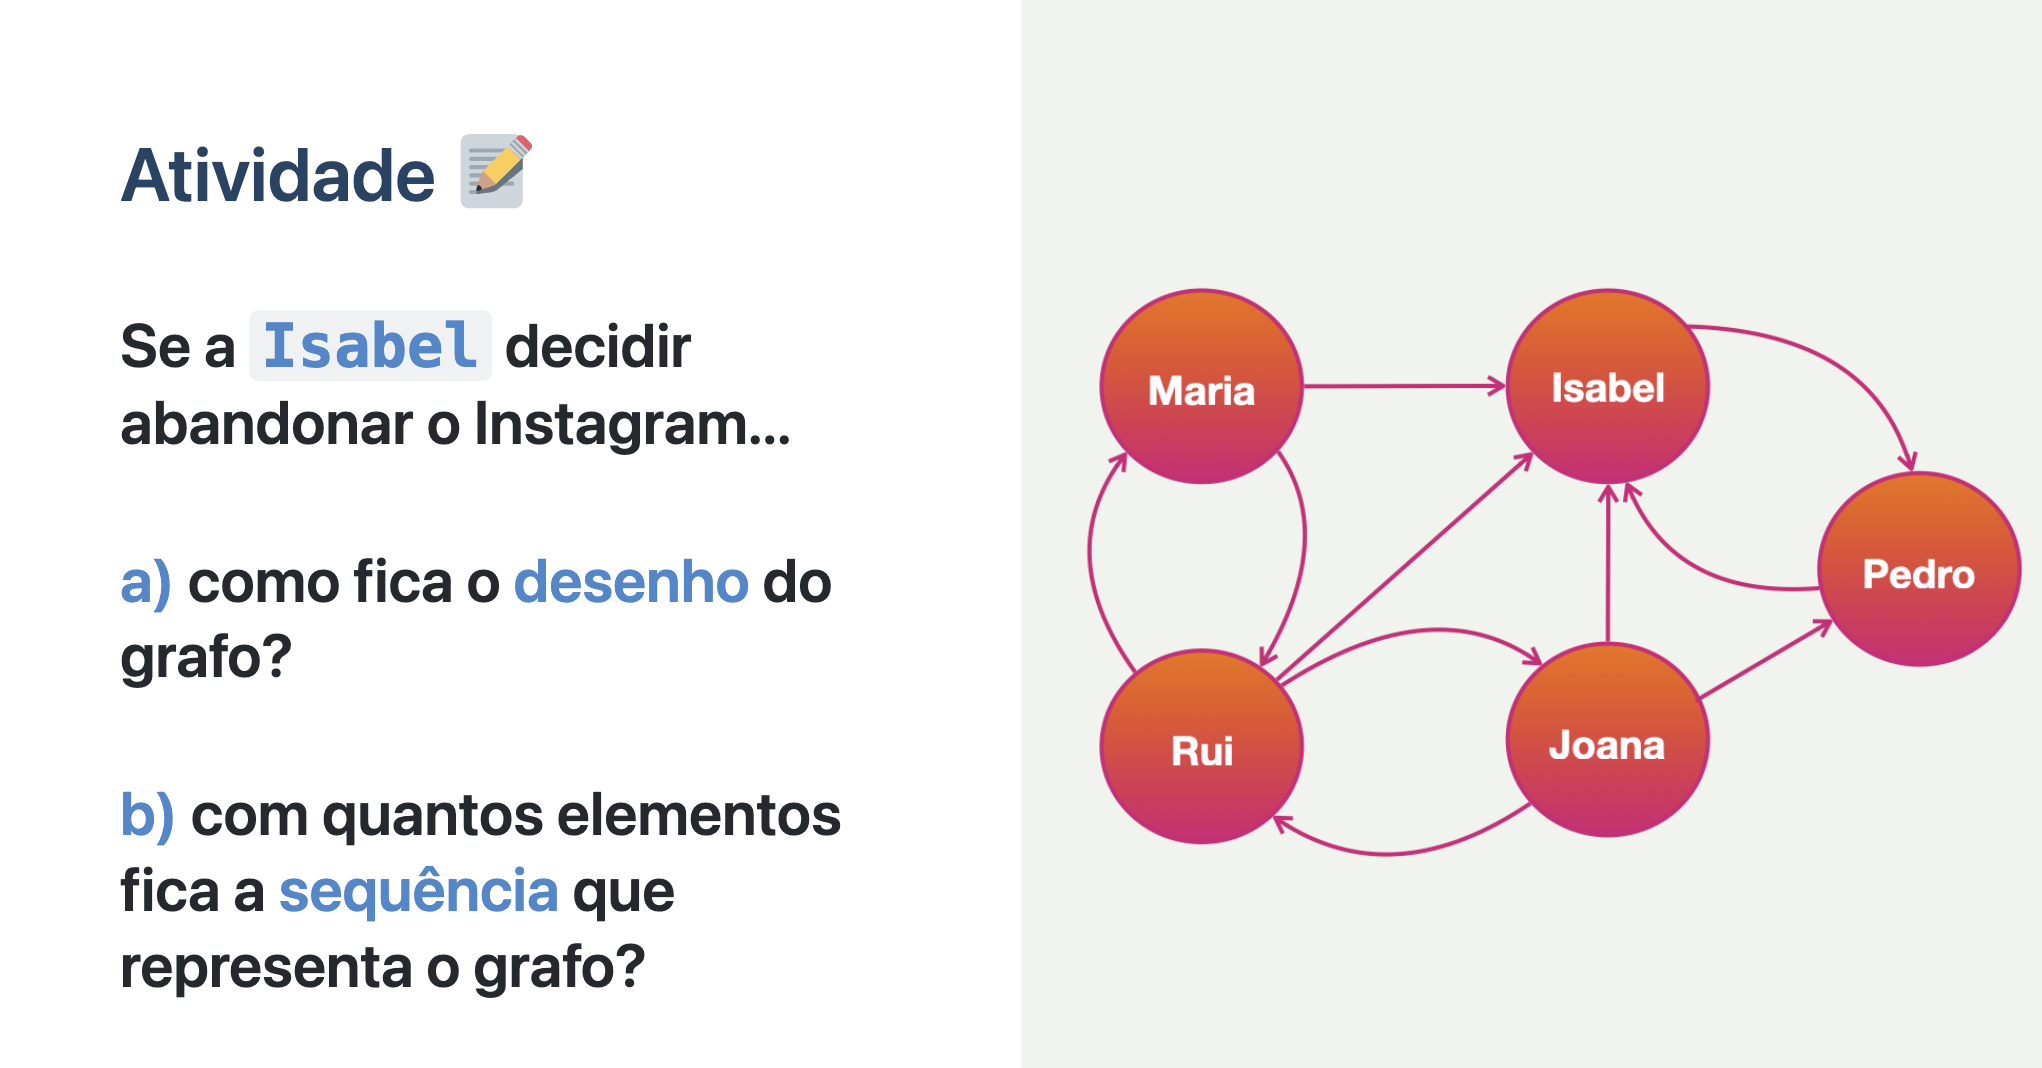 Atividade
Se a Isabel decidir
abandonar o Instagram...
a) como fica o desenho do
grafo?
b) com quantos elementos
fica a sequência que
representa o grafo?
Maria
Isabel
Pedro
Rui
Joana